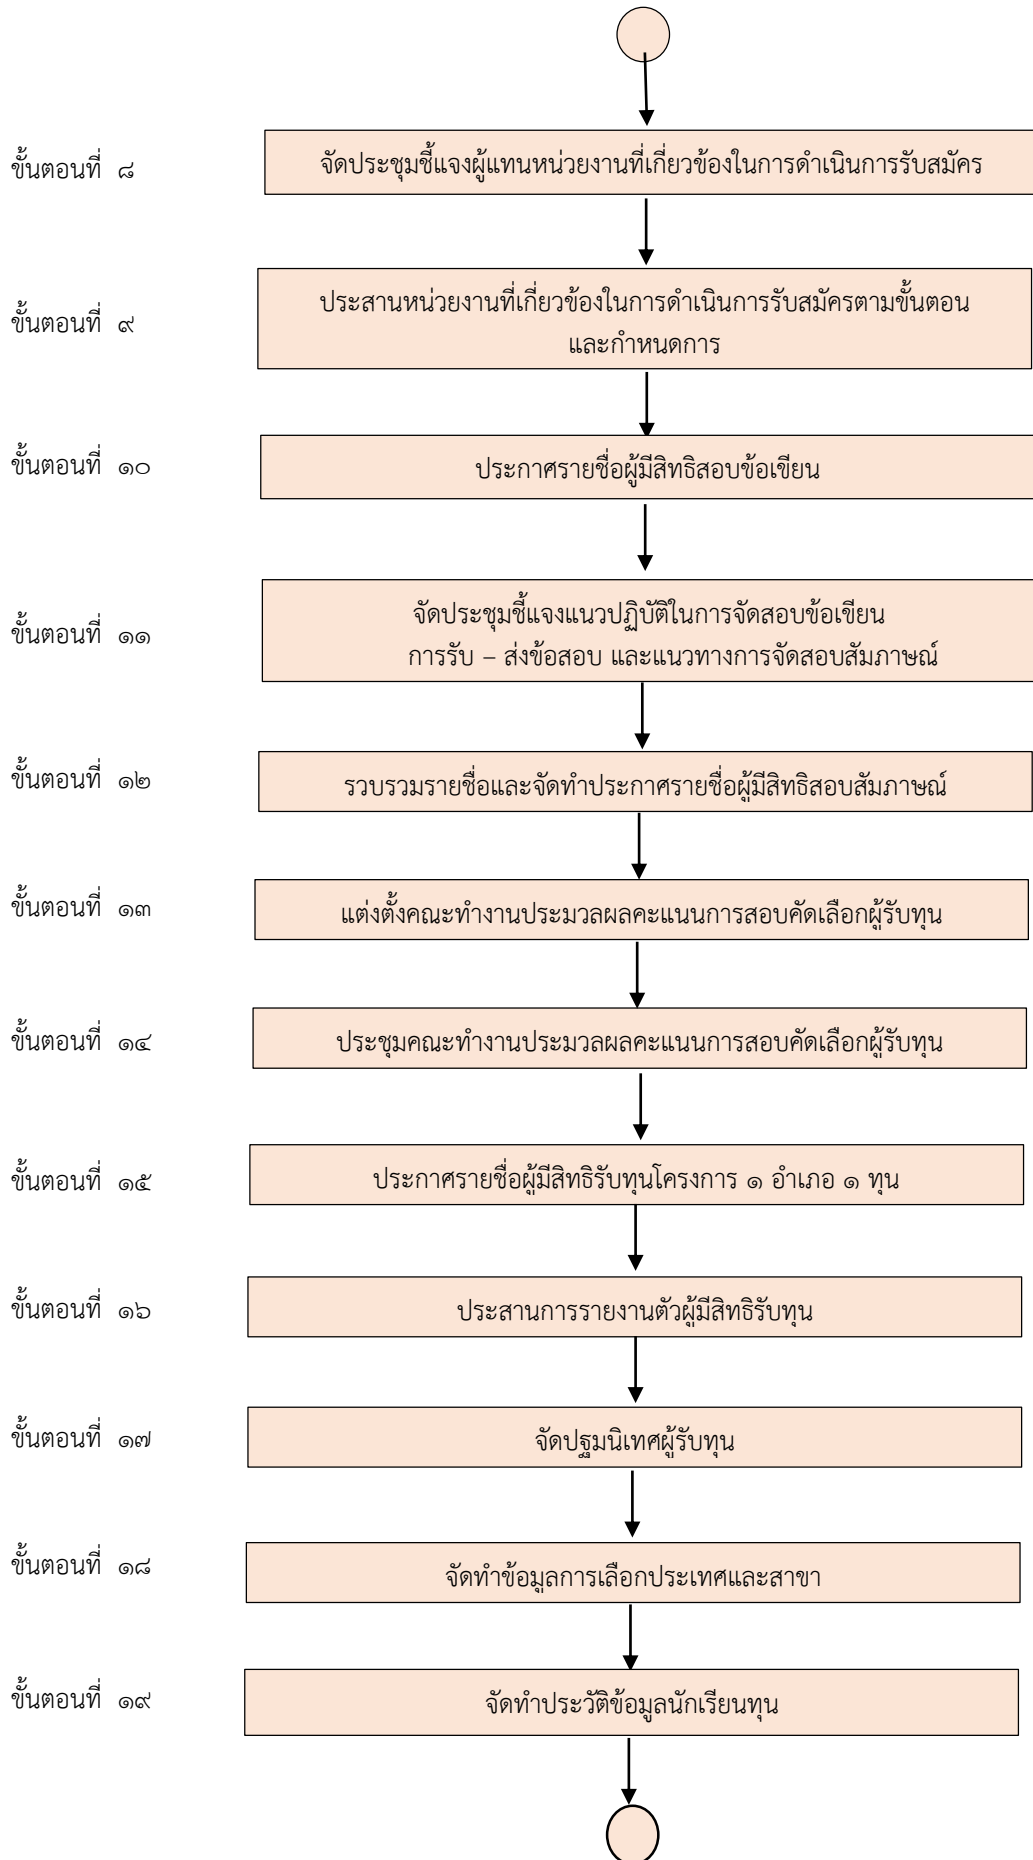 ขั้นตอนที่ ๘
จัดประชุมชี้แจงผู้แทนหน่วยงานที่เกี่ยวข้องในการดำเนินการรับสมัคร
ขั้นตอนที่ ๙
ประสานหน่วยงานที่เกี่ยวข้องในการดำเนินการรับสมัครตามขั้นตอน
และกำหนดการ
ขั้นตอนที่ ๑๐
ประกาศรายชื่อผู้มีสิทธิสอบข้อเขียน
ขั้นตอนที่ ๑๑
จัดประชุมชี้แจงแนวปฏิบัติในการจัดสอบข้อเขียน
การรับ – ส่งข้อสอบ และแนวทางการจัดสอบสัมภาษณ์
ขั้นตอนที่ ๑๒
รวบรวมรายชื่อและจัดทำประกาศรายชื่อผู้มีสิทธิสอบสัมภาษณ์
ขั้นตอนที่ ๑๓
แต่งตั้งคณะทำงานประมวลผลคะแนนการสอบคัดเลือกผู้รับทุน
ขั้นตอนที่ ๑๔
ประชุมคณะทำงานประมวลผลคะแนนการสอบคัดเลือกผู้รับทุน
ขั้นตอนที่ ๑๕
ประกาศรายชื่อผู้มีสิทธิรับทุนโครงการ ๑ อำเภอ ๑ ทุน
ขั้นตอนที่ ๑๖
ประสานการรายงานตัวผู้มีสิทธิรับทุน
ขั้นตอนที่ ๑๗
จัดปฐมนิเทศผู้รับทุน
ขั้นตอนที่ ๑๘
จัดทำข้อมูลการเลือกประเทศและสาขา
ขั้นตอนที่ ๑๙
จัดทำประวัติข้อมูลนักเรียนทุน